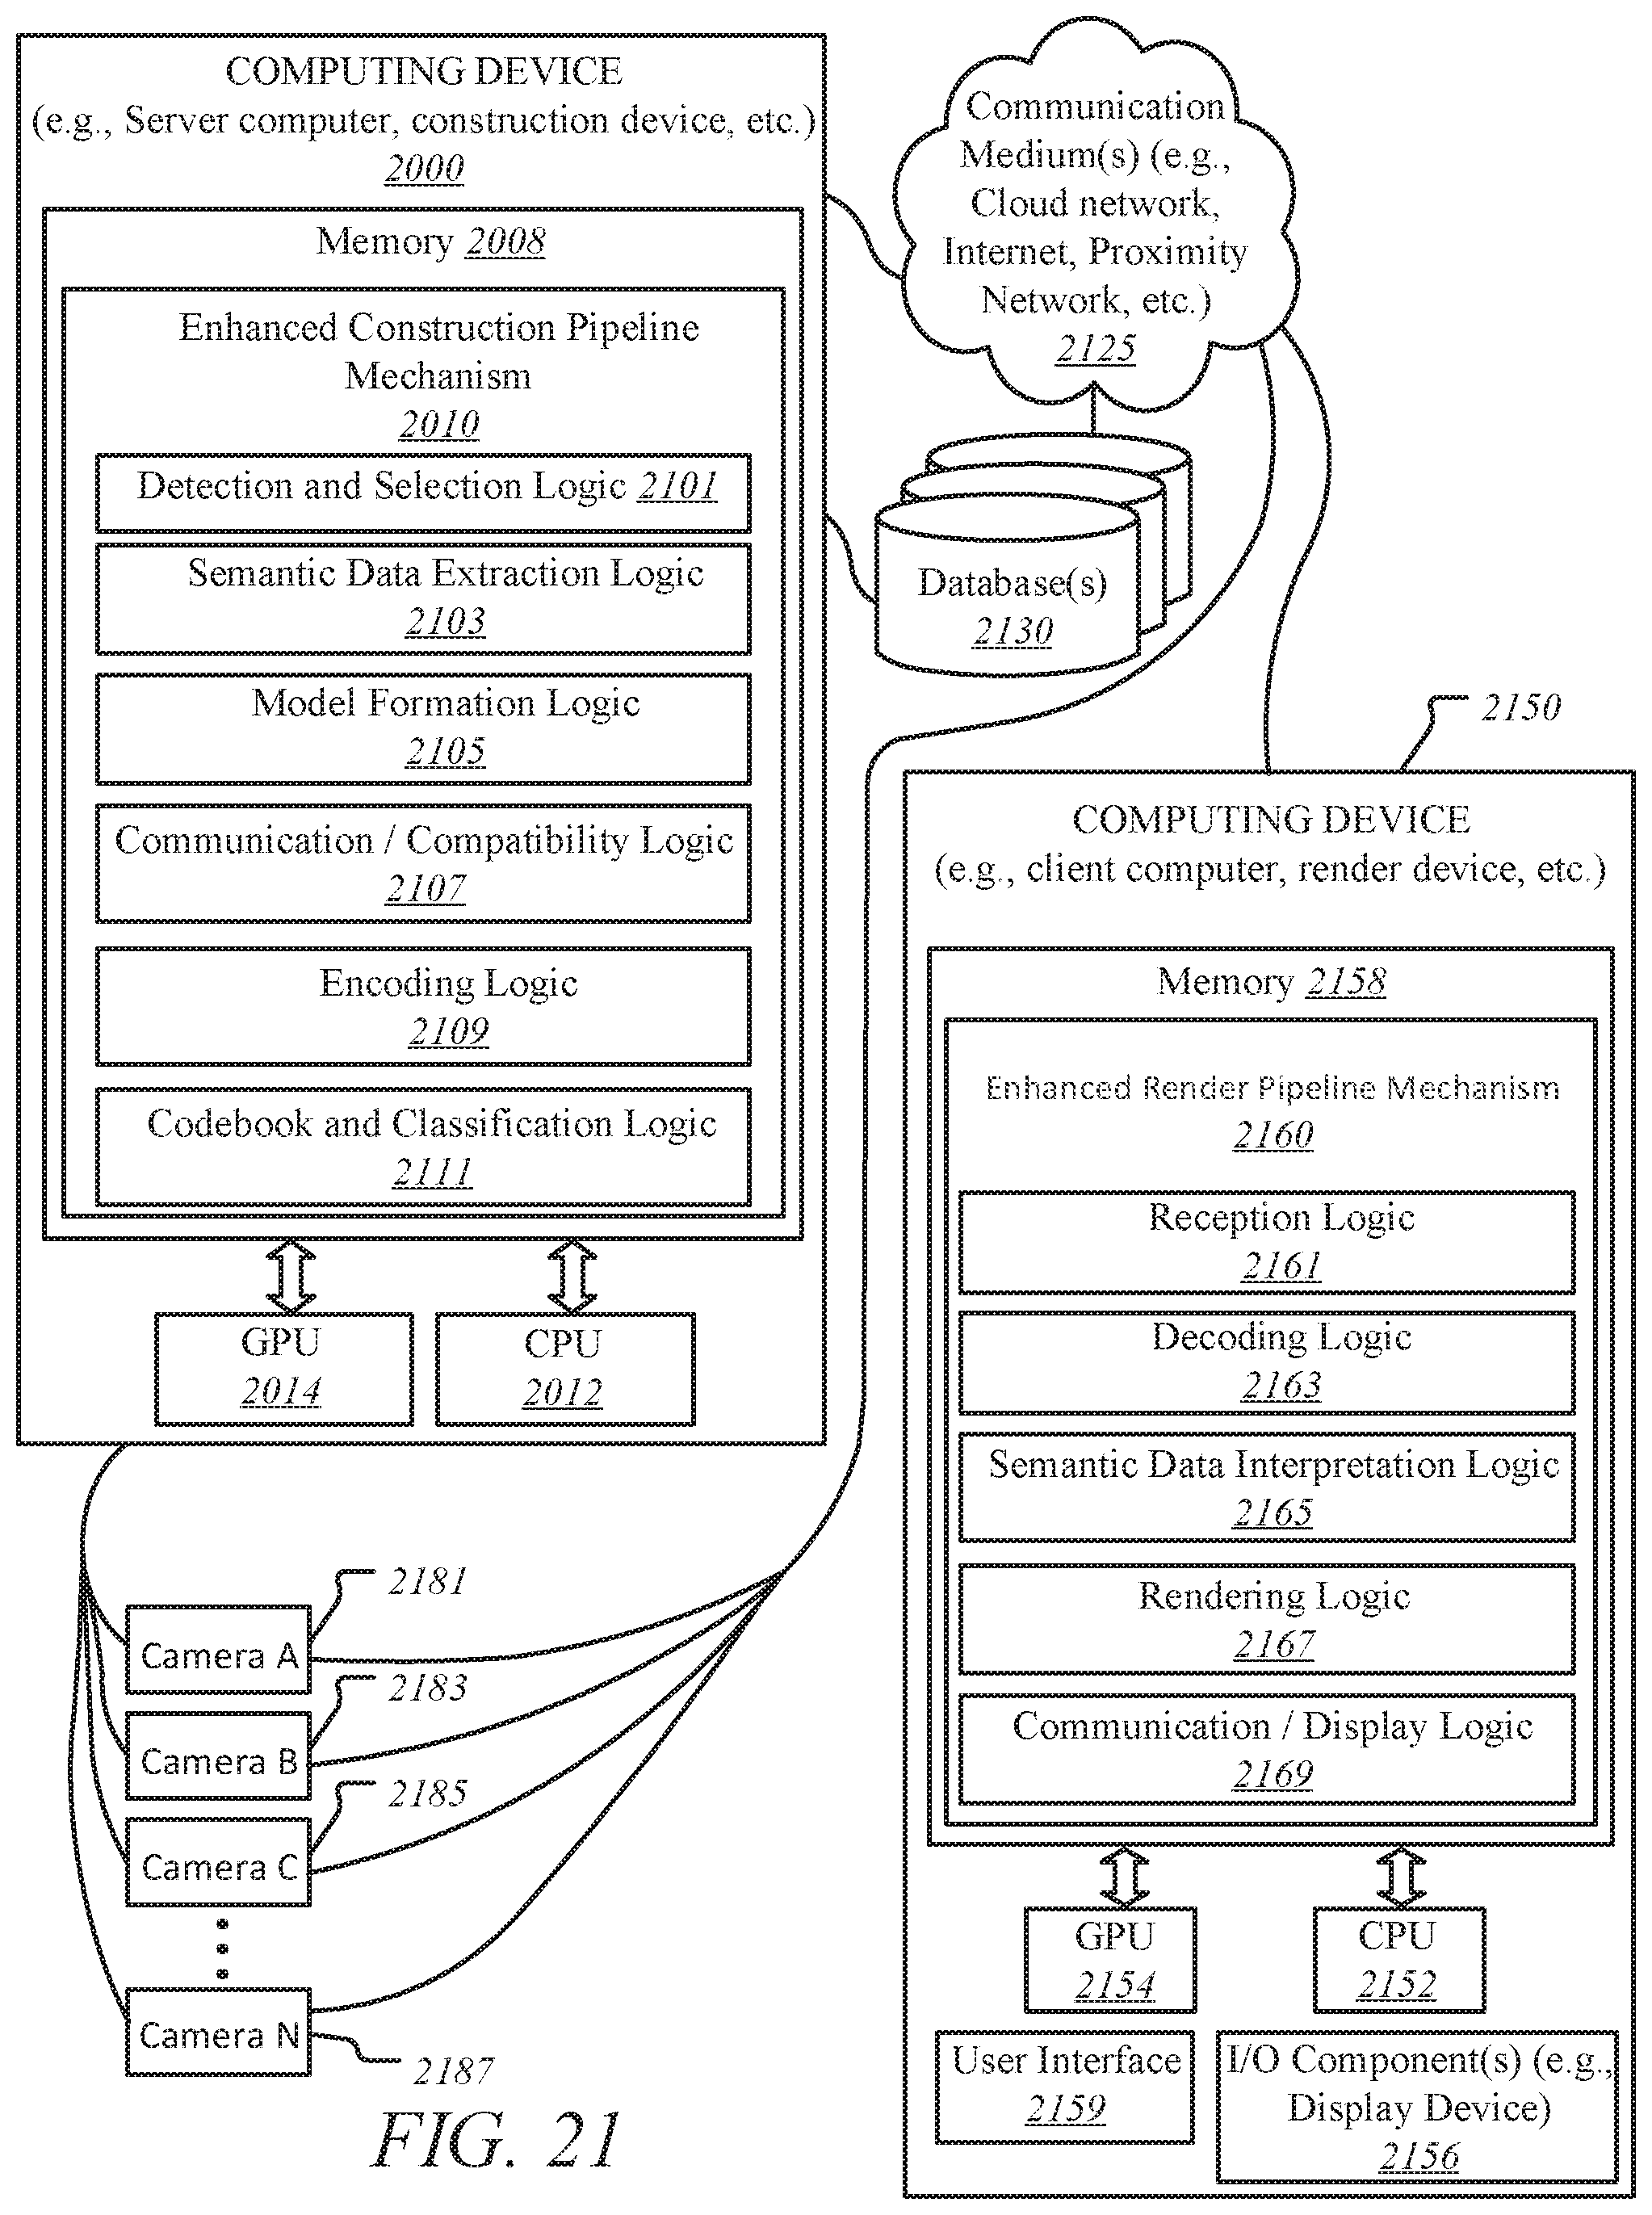 COMPUTING DEVICE
(e.g., Server computer, construction device, etc.)
2000
Memory 2008
Enhanced Construction Pipeline
Mechanism
2010
Detection and Selection Logic 2101
Semantic Data Extraction Logic
2103
Model Formation Logic
2105
Communication / Compatibility Logic
2107
Encoding Logic
2109
Codebook and Classification Logic
2111
GPU
2014
CPU
2012
Communication
Medium(s) (e.g.,
Cloud network,
Internet, Proximity
Network, etc.)
2125
Database(s)
2130
2150
COMPUTING DEVICE
(e.g., client computer, render device, etc.)
Memory 2158
Enhanced Render Pipeline Mechanism
2160
Reception Logic
2161
Decoding Logic
2163
Semantic Data Interpretation Logic
2165
Rendering Logic
2167
Communication / Display Logic
2169
GPU
2154
CPU
2152
User Interface
2159
I/O Component(s) (e.g.,
Display Device)
2156
2181
Camera A
2183
Camera B
2185
Camera C
Camera N
2187
FIG. 21